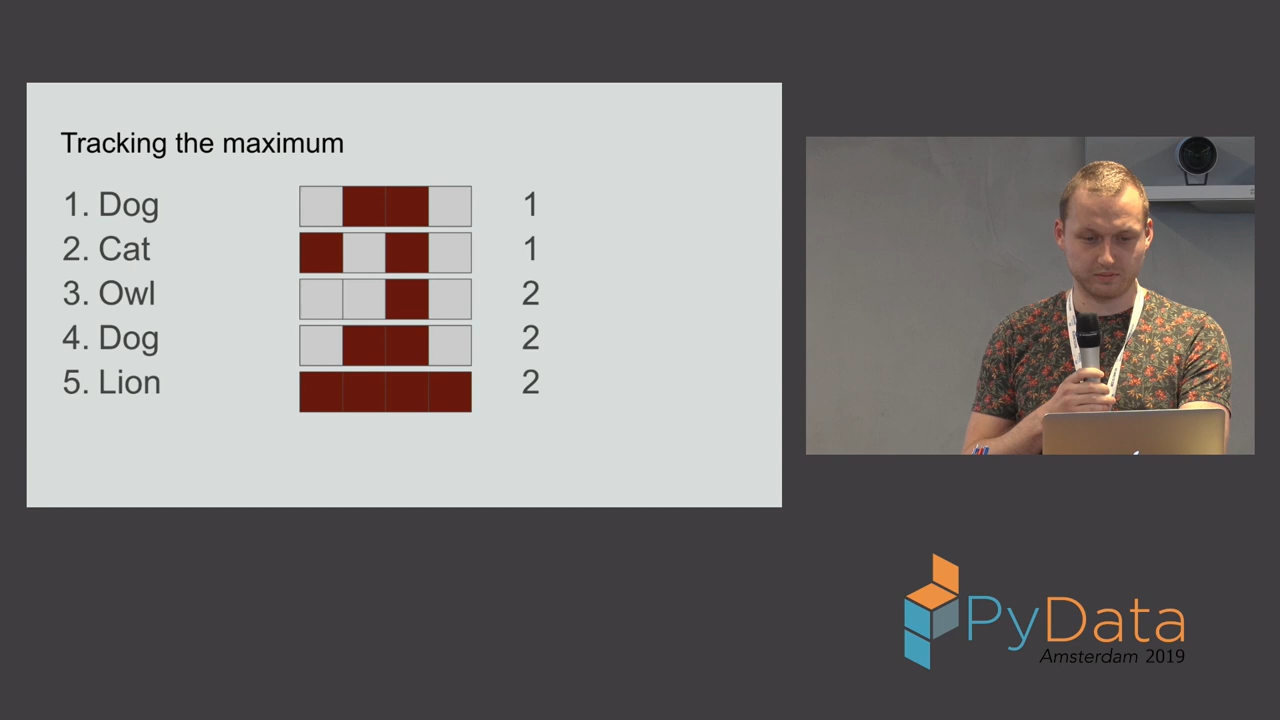 Tracking the maximum
1. Dog 1
2. Cat 1
3. Owl 2
4. Dog 2
5. Lion 2
PyData
Amsterdam 2019